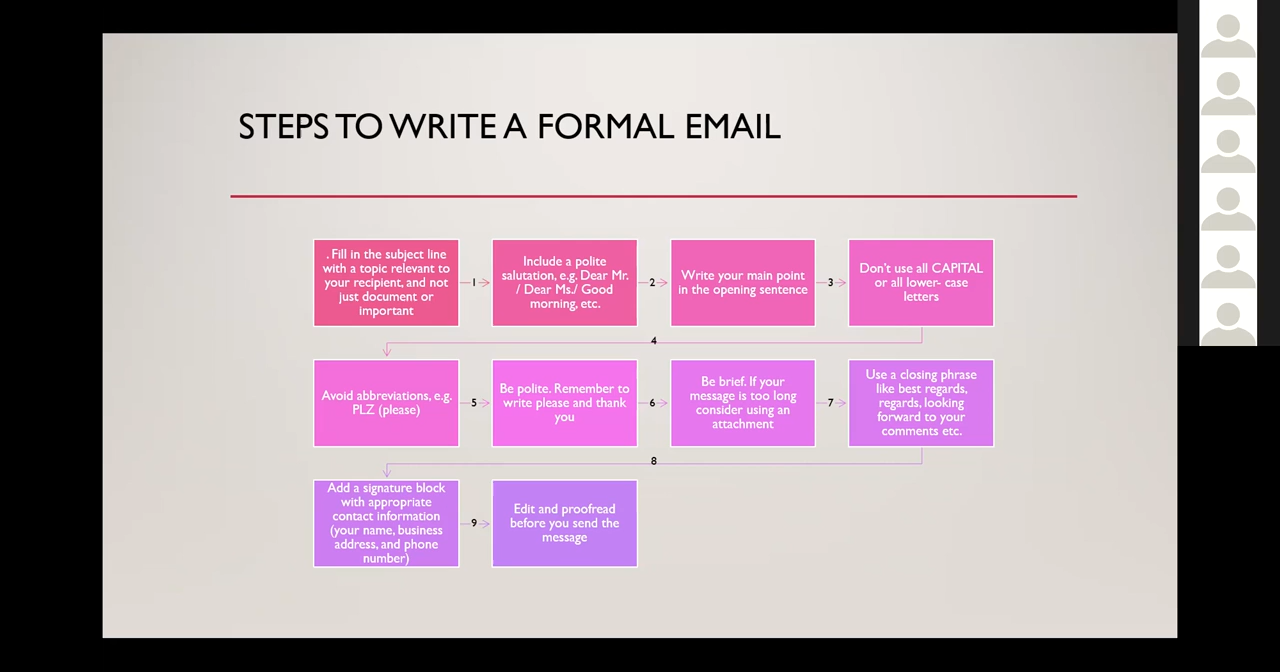 STEPS TO WRITE A FORMAL EMAIL
. Fill in the subject line
with a topic relevant to
your recipient, and not
just document or
important
1
Include a polite
salutation, e.g. Dear Mr.
/ Dear Ms./ Good
morning, etc.
2
Write your main point
in the opening sentence
3
Don't use all CAPITAL
or all lower- case
letters
4
Avoid abbreviations, e.g.
PLZ (please)
5
Be polite. Remember to
write please and thank
you
6
Be brief. If your
message is too long
consider using an
attachment
7
Use a closing phrase
like best regards,
regards, looking
forward to your
comments etc.
8
Add a signature block
with appropriate
contact information
(your name, business
address, and phone
number)
9
Edit and proofread
before you send the
message